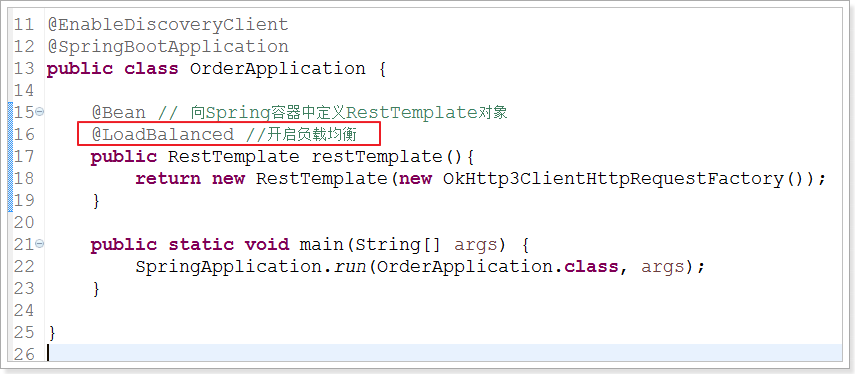 11 @EnableDiscoveryClient
12 @SpringBootApplication
13 public class OrderApplication {
14
15 @Bean // 向Spring容器中定义RestTemplate对象
16 @LoadBalanced //开启负载均衡
17 public RestTemplate restTemplate(){
18 return new RestTemplate(new OkHttp3ClientHttpRequestFactory());
19 }
20
21 public static void main(String[] args) {
22 SpringApplication.run(OrderApplication.class, args);
23 }
24
25 }
26